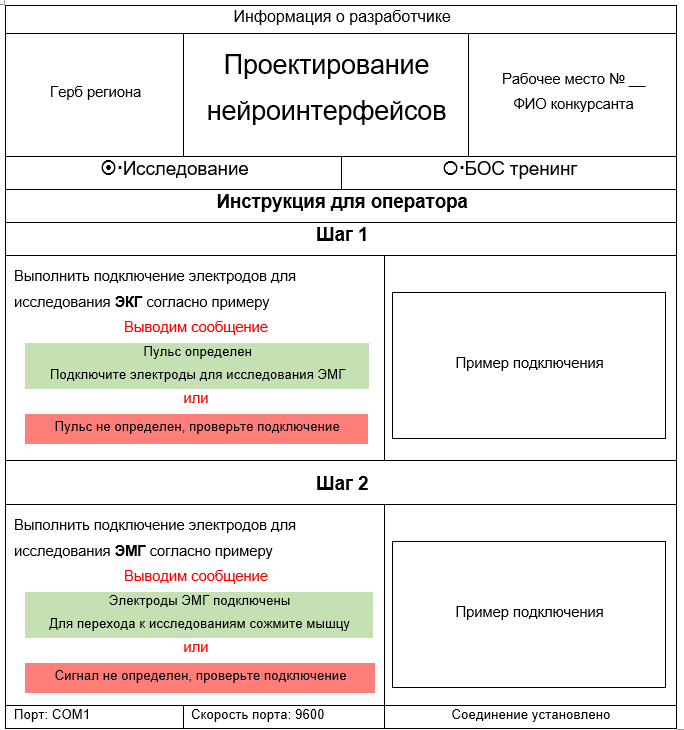 Информация о разработчике
Герб региона
Проектирование
нейроинтерфейсов
Рабочее место № __
ФИО конкурсанта
Исследование
БОС тренинг
Инструкция для оператора
Шаг 1
Выполнить подключение электродов для
исследования ЭКГ согласно примеру
Выводим сообщение
Пульс определен
Подключите электроды для исследования ЭМГ
или
Пульс не определен, проверьте подключение
Пример подключения
Шаг 2
Выполнить подключение электродов для
исследования ЭМГ согласно примеру
Выводим сообщение
Электроды ЭМГ подключены
Для перехода к исследованиям сожмите мышцу
или
Сигнал не определен, проверьте подключение
Пример подключения
Порт: COM1
Скорость порта: 9600
Соединение установлено